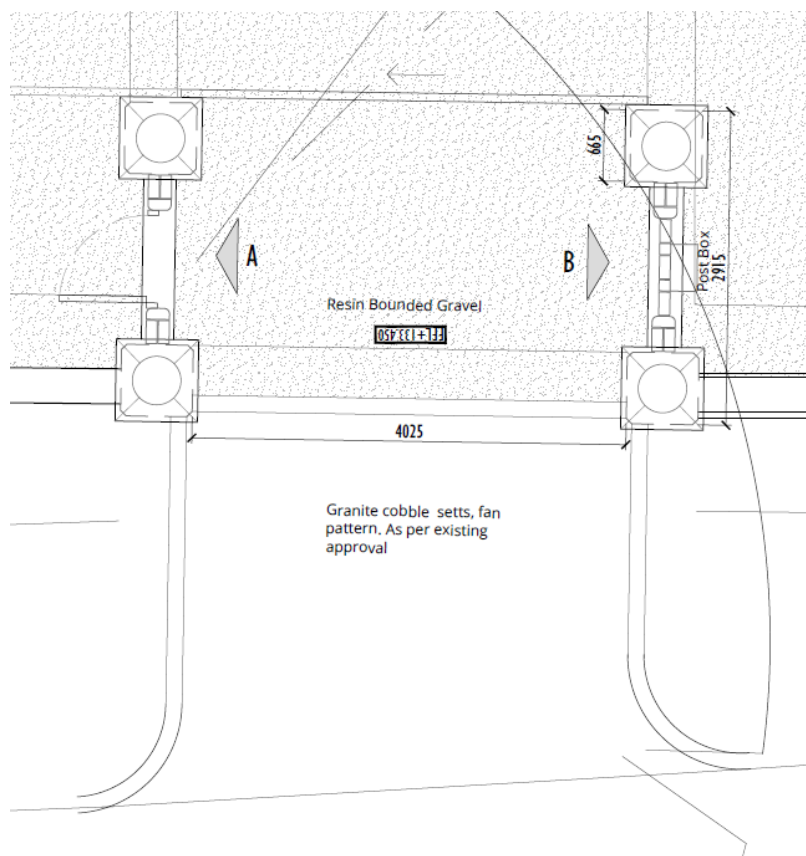 665
A
B
Post Box
2915
Resin Bounded Gravel
FFL+133.450
4025
Granite cobble setts, fan
pattern. As per existing
approval